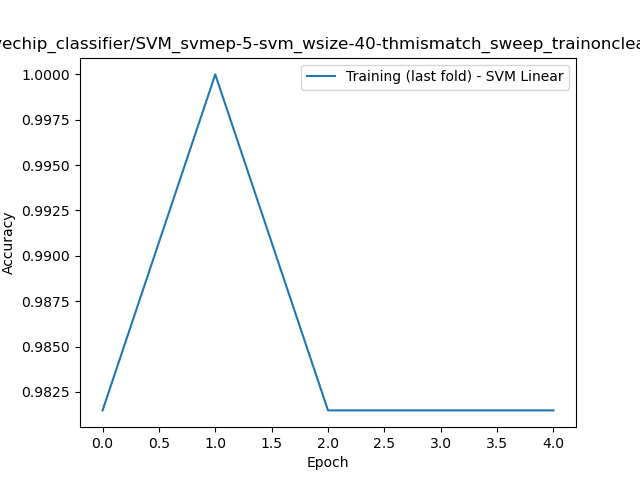 vechip_classifier/SVM_svmep-5-svm_wsize-40-thmismatch_sweep_trainonclea
Training (last fold) - SVM Linear
1.0000
0.9975
0.9950
0.9925
0.9900
0.9875
0.9850
0.9825
Accuracy
0.0 0.5 1.0 1.5 2.0 2.5 3.0 3.5 4.0
Epoch